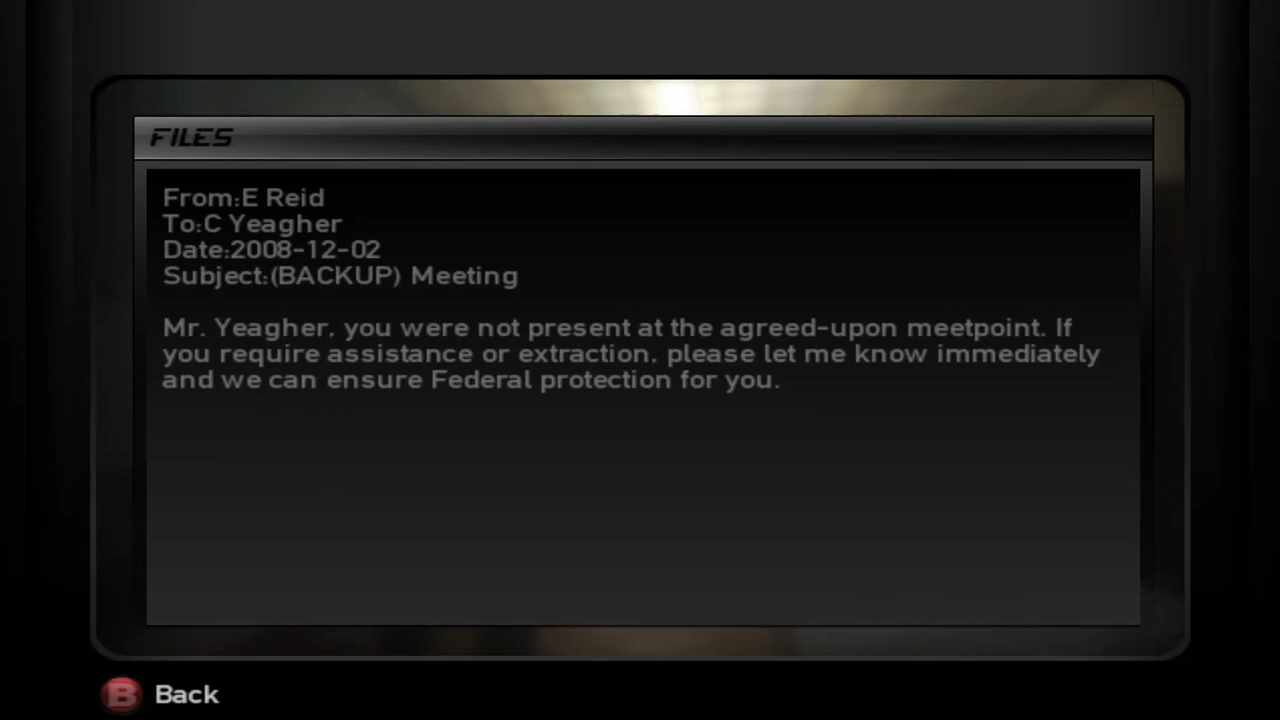 FILES
From:E Reid
To:C Yeagher
Date:2008-12-02
Subject:(BACKUP) Meeting
Mr. Yeagher, you were not present at the agreed-upon meetpoint. If
you require assistance or extraction, please let me know immediately
and we can ensure Federal protection for you.
B Back